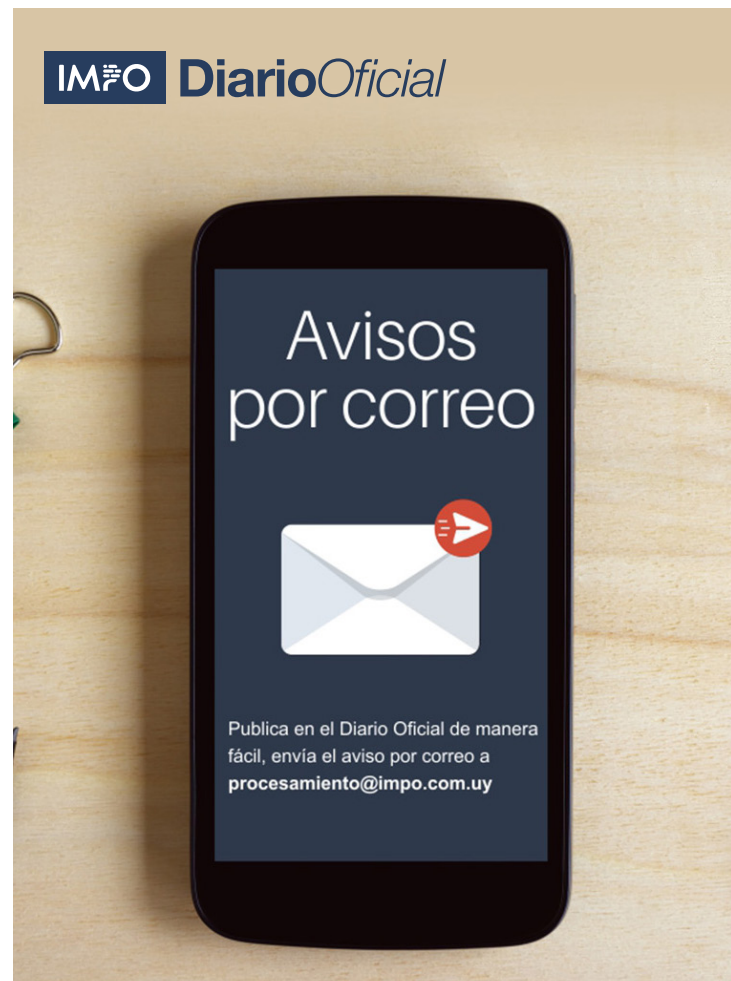 IMPO DiarioOficial
Avisos
por correo
Publica en el Diario Oficial de manera
fácil, envía el aviso por correo a
procesamiento@impo.com.uy